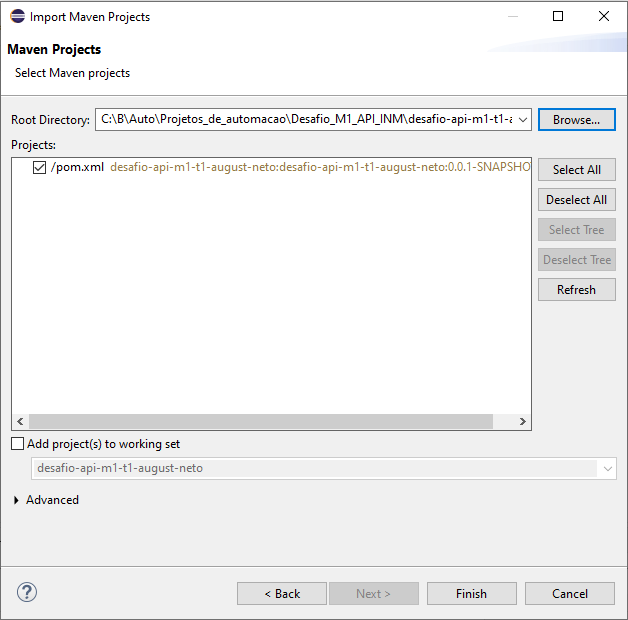 Import Maven Projects
Maven Projects
Select Maven projects
Root Directory: C:\B\Auto\Projetos_de_automacao\Desafio_M1_API_INM\desafio-api-m1-t1-a Browse...
Projects:
/pom.xml desafio-api-m1-t1-august-neto:desafio-api-m1-t1-august-neto:0.0.1-SNAPSHO
Select All
Deselect All
Select Tree
Deselect Tree
Refresh
Add project(s) to working set
desafio-api-m1-t1-august-neto
Advanced
? < Back Next > Finish Cancel